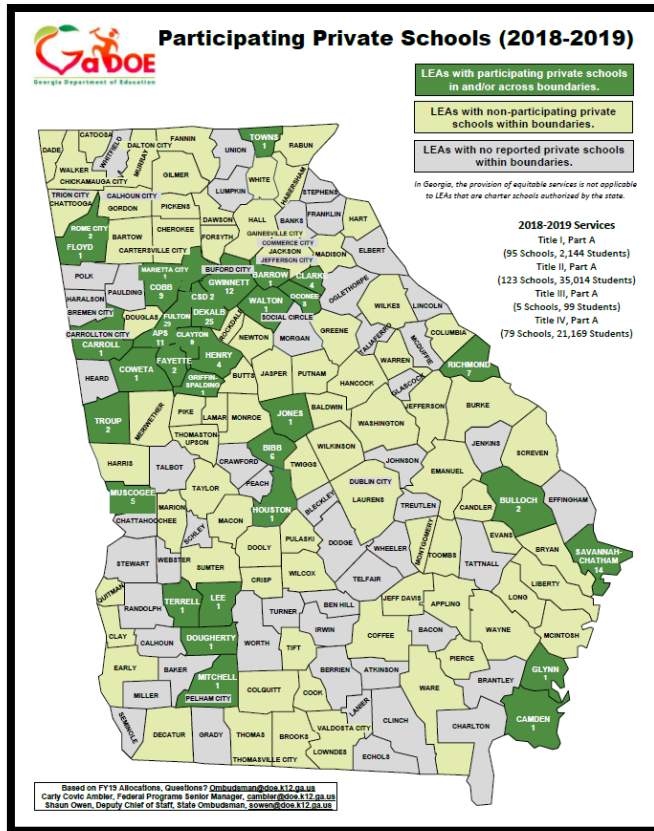 GaDOE
Georgia Department of Education
Participating Private Schools (2018-2019)
LEAs with participating private schools
in and/or across boundaries.
LEAs with non-participating private
schools within boundaries.
LEAs with no reported private schools
within boundaries.
In Georgia, the provision of equitable services is not applicable
to LEAs that are charter schools authorized by the state.
2018-2019 Services
Title I, Part A
(95 Schools, 2,144 Students)
Title II, Part A
(123 Schools, 35,014 Students)
Title III, Part A
(5 Schools, 99 Students)
Title IV, Part A
(79 Schools, 21,169 Students)
DADE
CATOOSA
WHITFIELD
DALTON CITY
MURRAY
FANNIN
UNION
TOWNS
1
RABUN
WALKER
CHICKAMAUGA CITY
GILMER
WHITE
HABERSHAM
LUMPKIN
STEPHENS
TRION CITY
CHATTOOGA
CALHOUN CITY
GORDON
PICKENS
DAWSON
HALL
BANKS
FRANKLIN
HART
ROME CITY
2
FLOYD
1
BARTOW
CHEROKEE
FORSYTH
GAINESVILLE CITY
COMMERCE CITY
JACKSON
JEFFERSON CITY
MADISON
ELBERT
CARTERSVILLE CITY
POLK
PAULDING
MARIETTA CITY
1
COBB
9
BUFORD CITY
GWINNETT
12
BARROW
1
CLARKE
4
OCONEE
8
OGLETHORPE
WILKES
LINCOLN
HARALSON
BREMEN CITY
DOUGLAS
FULTON
29
CSD 2
DEKALB
25
WALTON
1
SOCIAL CIRCLE
CARROLLTON CITY
CARROLL
1
APS
11
CLAYTON
9
ROCKDALE
NEWTON
MORGAN
GREENE
TALIAFERRO
MCDUFFIE
COLUMBIA
HEARD
COWETA
1
FAYETTE
2
HENRY
4
GRIFFIN-
SPALDING
1
BUTTS
JASPER
PUTNAM
HANCOCK
WARREN
GLASCOCK
RICHMOND
7
TROUP
2
MERIWETHER
PIKE
LAMAR
MONROE
JONES
1
BALDWIN
WASHINGTON
JEFFERSON
BURKE
THOMASTON-
UPSON
BIBB
6
WILKINSON
JENKINS
SCREVEN
HARRIS
TALBOT
CRAWFORD
PEACH
TWIGGS
JOHNSON
EMANUEL
MUSCOGEE
5
TAYLOR
HOUSTON
1
BLECKLEY
DUBLIN CITY
LAURENS
TREUTLEN
CANDLER
BULLOCH
2
EFFINGHAM
CHATTAHOOCHEE
MARION
SCHLEY
MACON
DOOLY
PULASKI
DODGE
WHEELER
MONTGOMERY
TOOMBS
EVANS
TATTNALL
BRYAN
SAVANNAH-
CHATHAM
14
STEWART
WEBSTER
SUMTER
CRISP
WILCOX
TELFAIR
LIBERTY
LONG
QUITMAN
RANDOLPH
TERRELL
1
LEE
1
TURNER
BEN HILL
JEFF DAVIS
APPLING
WAYNE
MCINTOSH
CLAY
CALHOUN
DOUGHERTY
1
WORTH
IRWIN
TIFT
COFFEE
BACON
PIERCE
EARLY
BAKER
MITCHELL
1
PELHAM CITY
COLQUITT
COOK
BERRIEN
ATKINSON
WARE
BRANTLEY
GLYNN
1
MILLER
LANIER
CLINCH
CHARLTON
CAMDEN
1
SEMINOLE
DECATUR
GRADY
THOMAS
THOMASVILLE CITY
BROOKS
VALDOSTA CITY
LOWNDES
ECHOLS
Based on FY19 Allocations, Questions? Ombudsman@doe.k12.ga.us
Carly Covic Ambler, Federal Programs Senior Manager, cambler@doe.k12.ga.us
Shaun Owen, Deputy Chief of Staff, State Ombudsman, sowen@doe.k12.ga.us